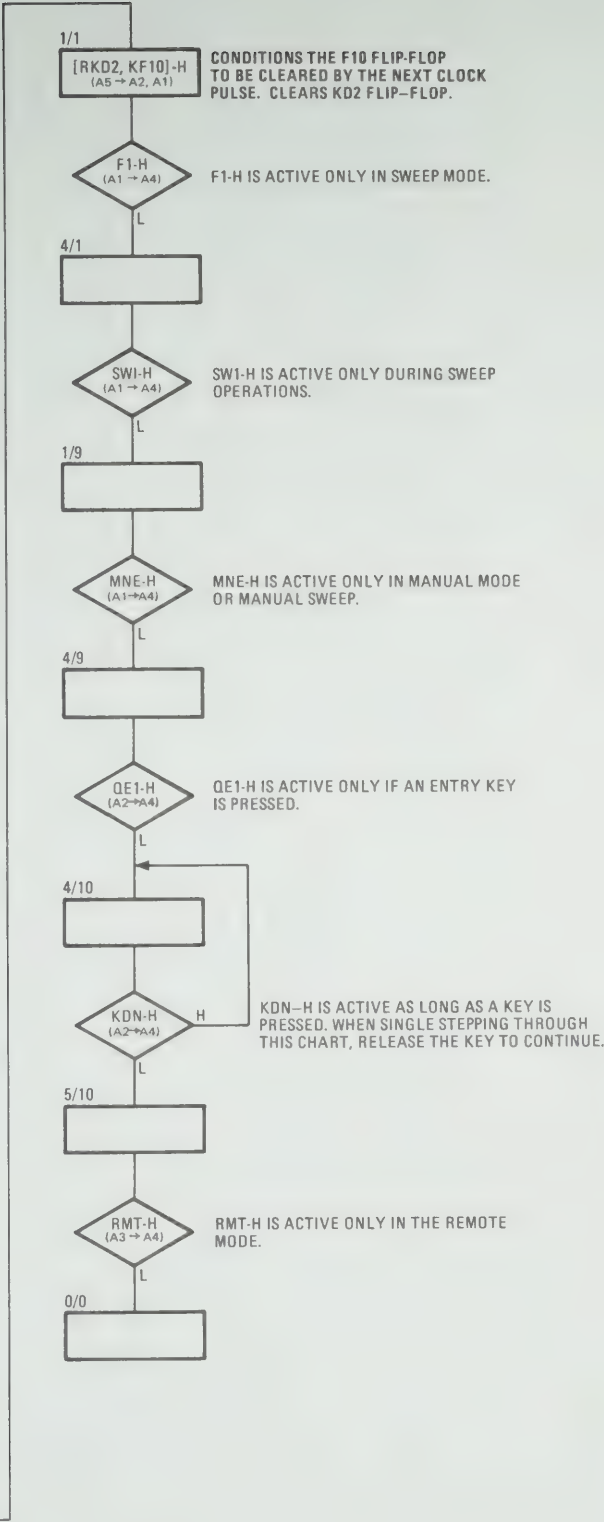 1/1
[RKD2, KF10]-H
(A5 → A2, A1)
CONDITIONS THE F10 FLIP-FLOP
TO BE CLEARED BY THE NEXT CLOCK
PULSE. CLEARS KD2 FLIP-FLOP.
F1-H
(A1 → A4)
F1-H IS ACTIVE ONLY IN SWEEP MODE.
L
4/1
SW1-H
(A1 → A4)
SW1-H IS ACTIVE ONLY DURING SWEEP
OPERATIONS.
L
1/9
MNE-H
(A1→A4)
MNE-H IS ACTIVE ONLY IN MANUAL MODE
OR MANUAL SWEEP.
L
4/9
QE1-H
(A2→A4)
QE1-H IS ACTIVE ONLY IF AN ENTRY KEY
IS PRESSED.
L
4/10
KDN-H
(A2→A4)
H
KDN-H IS ACTIVE AS LONG AS A KEY IS
PRESSED. WHEN SINGLE STEPPING THROUGH
THIS CHART, RELEASE THE KEY TO CONTINUE.
L
5/10
RMT-H
(A3 → A4)
RMT-H IS ACTIVE ONLY IN THE REMOTE
MODE.
L
0/0